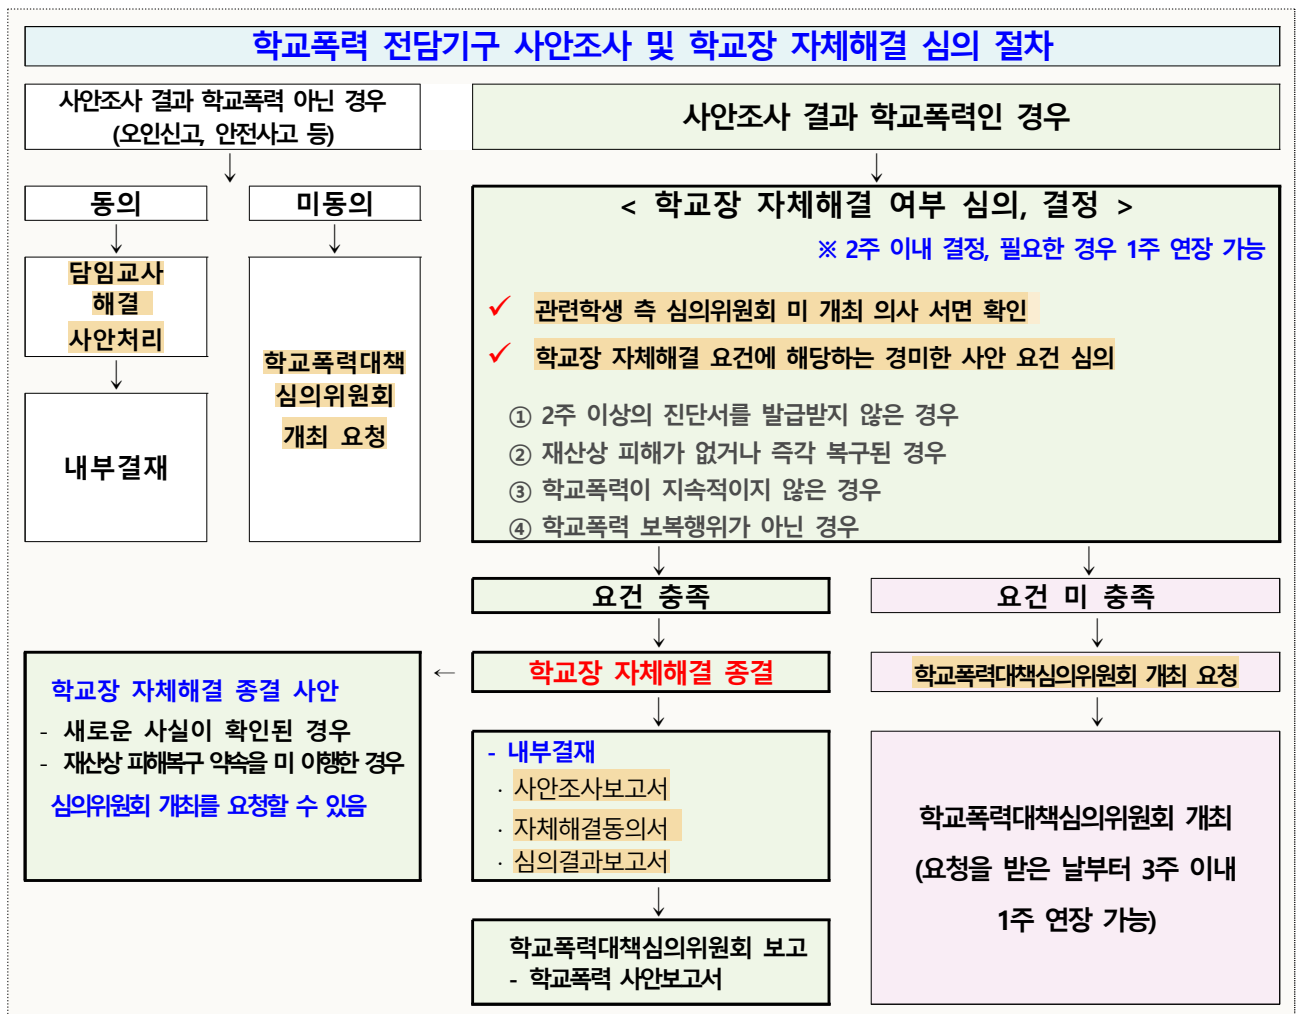 학교폭력 전담기구 사안조사 및 학교장 자체해결 심의 절차
사안조사 결과 학교폭력 아닌 경우
(오인신고, 안전사고 등)
사안조사 결과 학교폭력인 경우
동의
미동의
담임교사
해결
사안처리
내부결재
학교폭력대책
심의위원회
개최 요청
< 학교장 자체해결 여부 심의, 결정 >
※ 2주 이내 결정, 필요한 경우 1주 연장 가능
✓ 관련학생 측 심의위원회 미 개최 의사 서면 확인
✓ 학교장 자체해결 요건에 해당하는 경미한 사안 요건 심의
① 2주 이상의 진단서를 발급받지 않은 경우
② 재산상 피해가 없거나 즉각 복구된 경우
③ 학교폭력이 지속적이지 않은 경우
④ 학교폭력 보복행위가 아닌 경우
요건 충족
요건 미 충족
학교장 자체해결 종결
학교폭력대책심의위원회 개최 요청
학교장 자체해결 종결 사안
- 새로운 사실이 확인된 경우
- 재산상 피해복구 약속을 미 이행한 경우
심의위원회 개최를 요청할 수 있음
- 내부결재
· 사안조사보고서
· 자체해결동의서
· 심의결과보고서
학교폭력대책심의위원회 개최
(요청을 받은 날부터 3주 이내
1주 연장 가능)
학교폭력대책심의위원회 보고
- 학교폭력 사안보고서